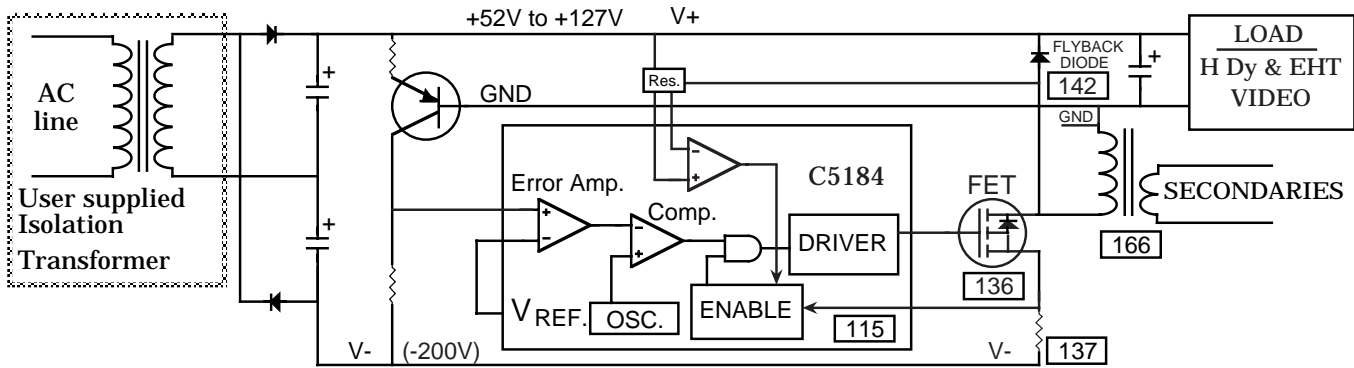 +52V to +127V
V+
LOAD
H Dy & EHT
VIDEO
AC
line
+
+
+
FLYBACK
DIODE
142
Res.
GND
GND
-
+
C5184
Error Amp.
Comp.
FET
SECONDARIES
User supplied
Isolation
Transformer
+
-
-
+
DRIVER
166
136
VREF.
OSC.
ENABLE
115
V-
(-200V)
V-
137